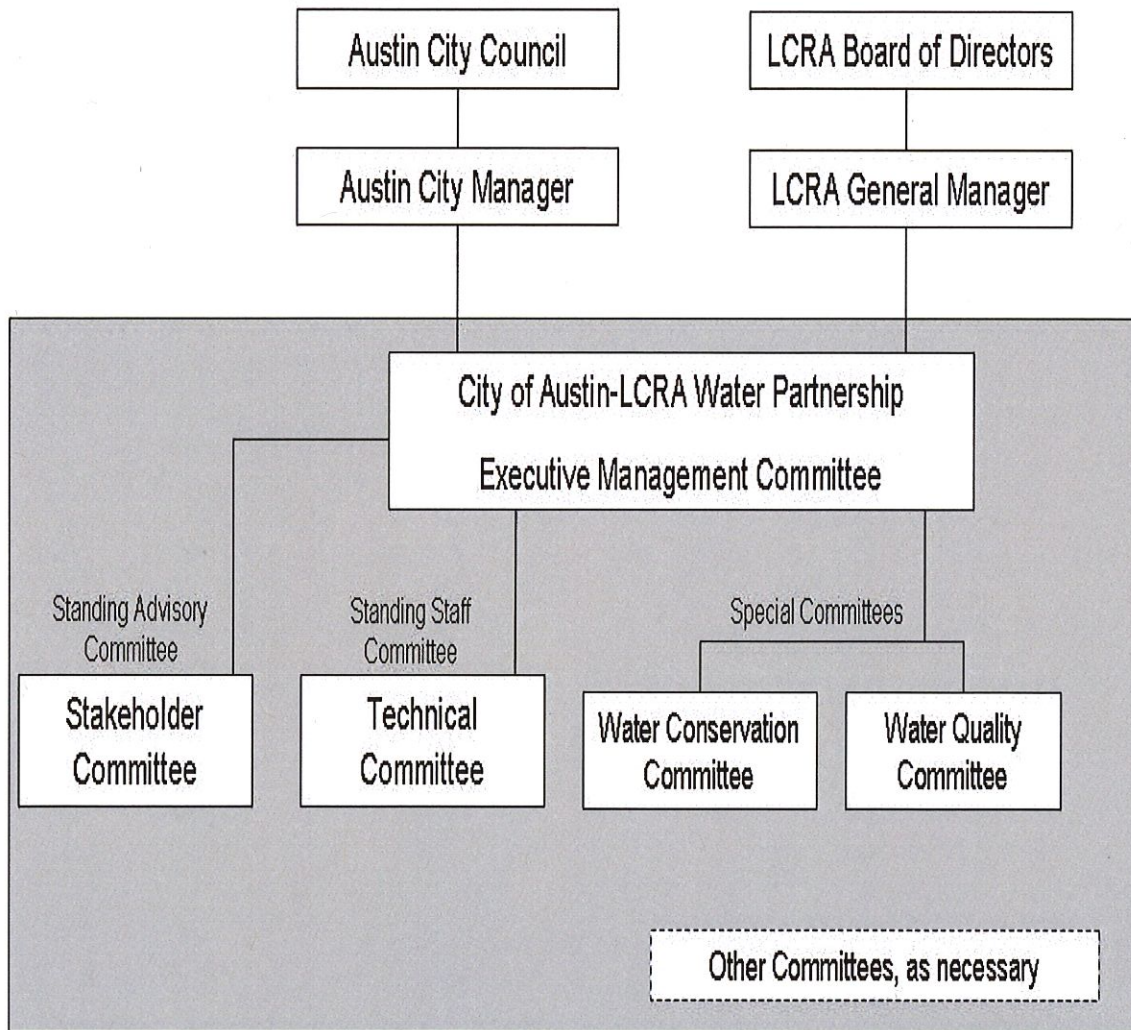 Austin City Council
LCRA Board of Directors
Austin City Manager
LCRA General Manager
City of Austin-LCRA Water Partnership
Executive Management Committee
Standing Advisory
Committee
Stakeholder
Committee
Standing Staff
Committee
Technical
Committee
Special Committees
Water Conservation
Committee
Water Quality
Committee
Other Committees, as necessary